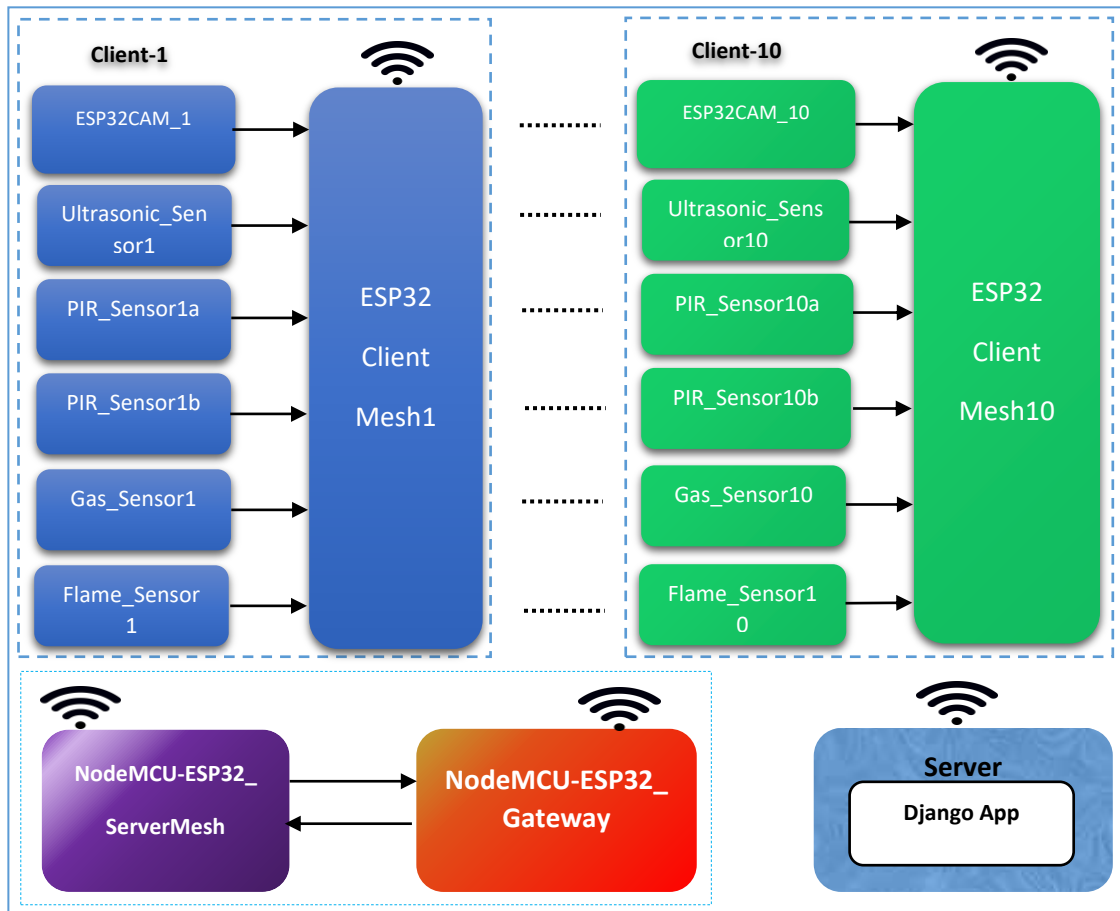 Client-1
ESP32CAM_1
Ultrasonic_Sen
sor1
PIR_Sensor1a
PIR_Sensor1b
Gas_Sensor1
Flame_Sensor
1
ESP32
Client
Mesh1
Client-10
ESP32CAM_10
Ultrasonic_Sens
or10
PIR_Sensor10a
PIR_Sensor10b
Gas_Sensor10
Flame_Sensor1
0
ESP32
Client
Mesh10
NodeMCU-ESP32_
ServerMesh
NodeMCU-ESP32_
Gateway
Server
Django App